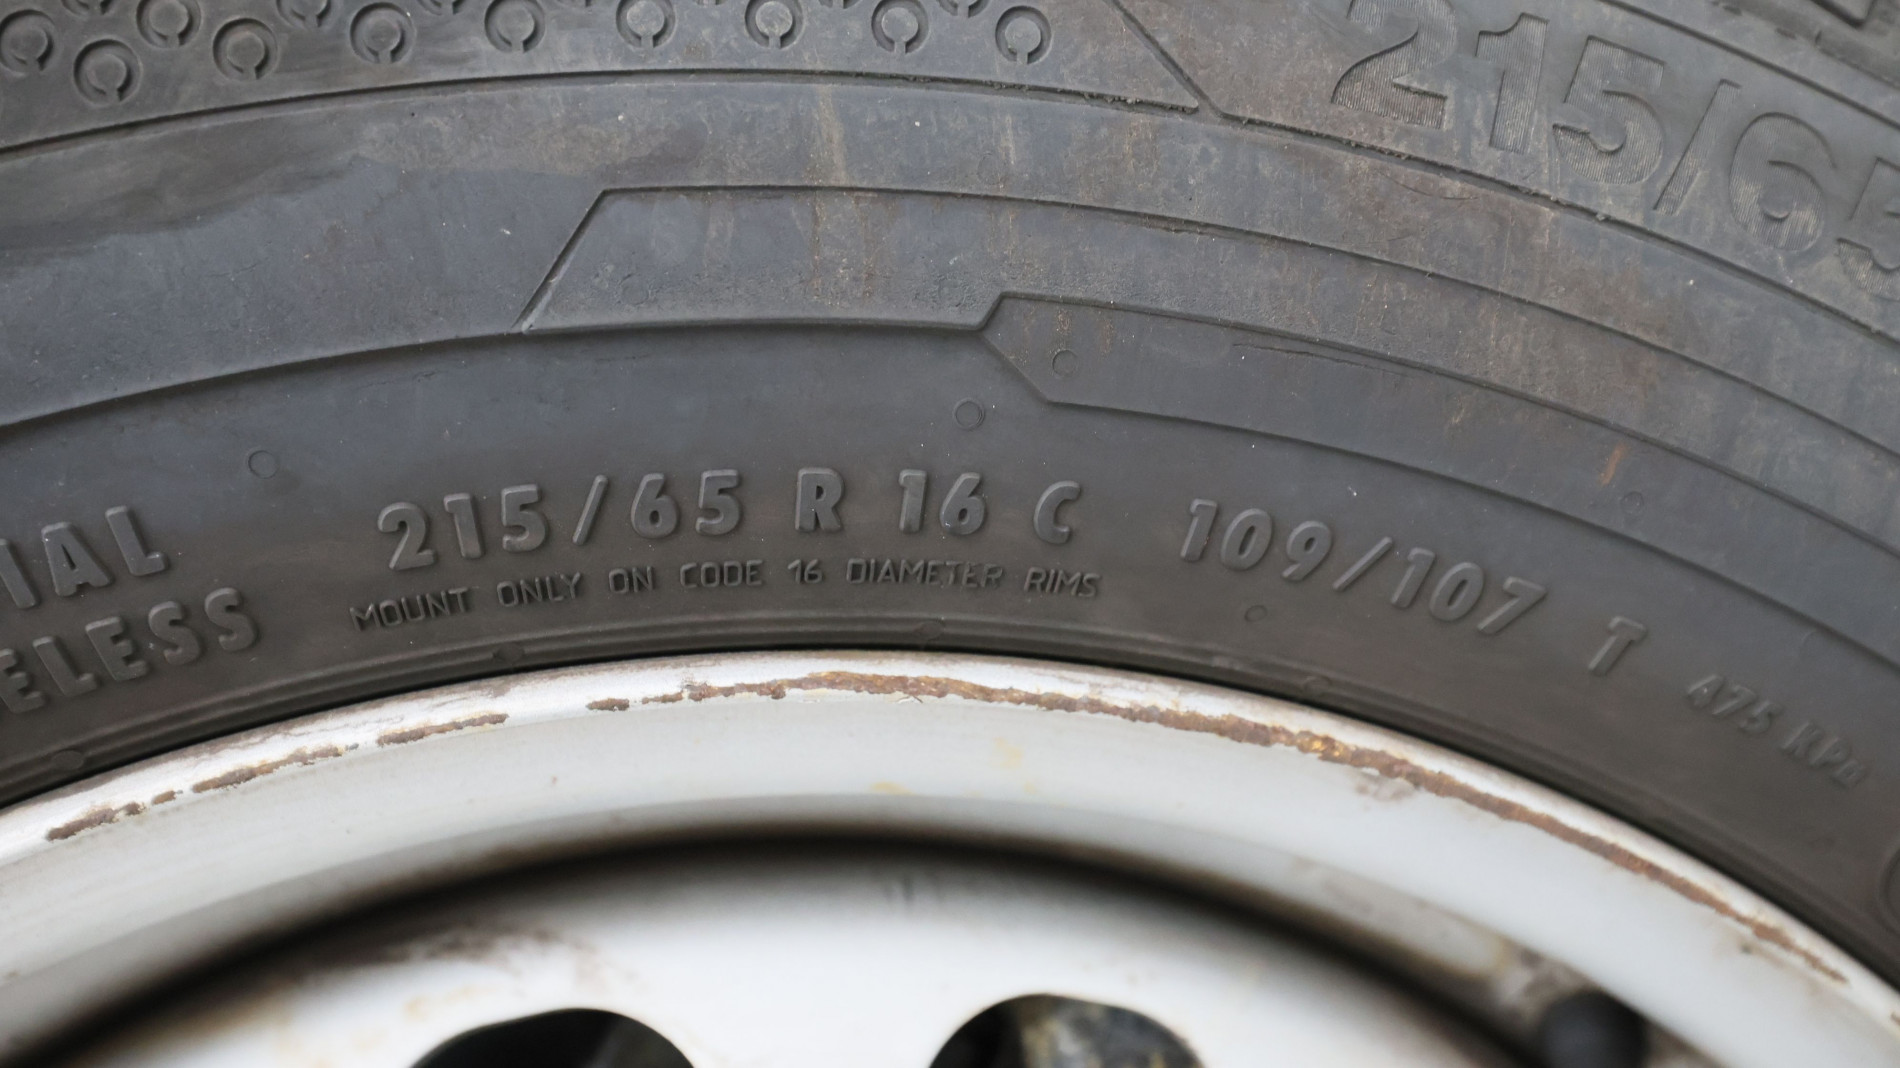 215/65
IAL
ELESS
215/65 R 16 C 109/107 T 475 KPa
MOUNT ONLY ON CODE 16 DIAMETER RIMS